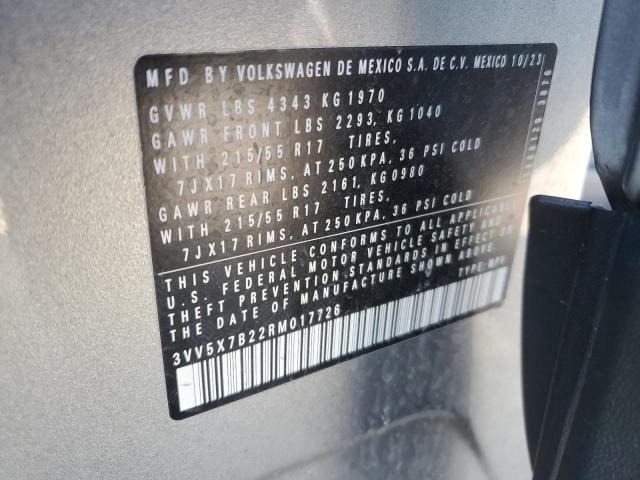 MFD BY VOLKSWAGEN DE MEXICO S.A. DE C.V. MEXICO 10/23
GVWR LBS 4343 KG 1970
GAWR FRONT LBS 2293, KG 1040
WITH 215/55 R17 TIRES,
7JX17 RIMS, AT 250 KPA, 36 PSI COLD
GAWR REAR LBS 2161, KG0980
WITH 215/55 R17 TIRES,
7JX17 RIMS, AT 250 KPA, 36 PSI COLD
THIS VEHICLE CONFORMS TO ALL APPLICABLE
U.S. FEDERAL MOTOR VEHICLE SAFETY AND
THEFT PREVENTION STANDARDS IN EFFECT ON
THE DATE OF MANUFACTURE SHOWN ABOVE.
3VV5X7B22RM017726 TYPE:MPV